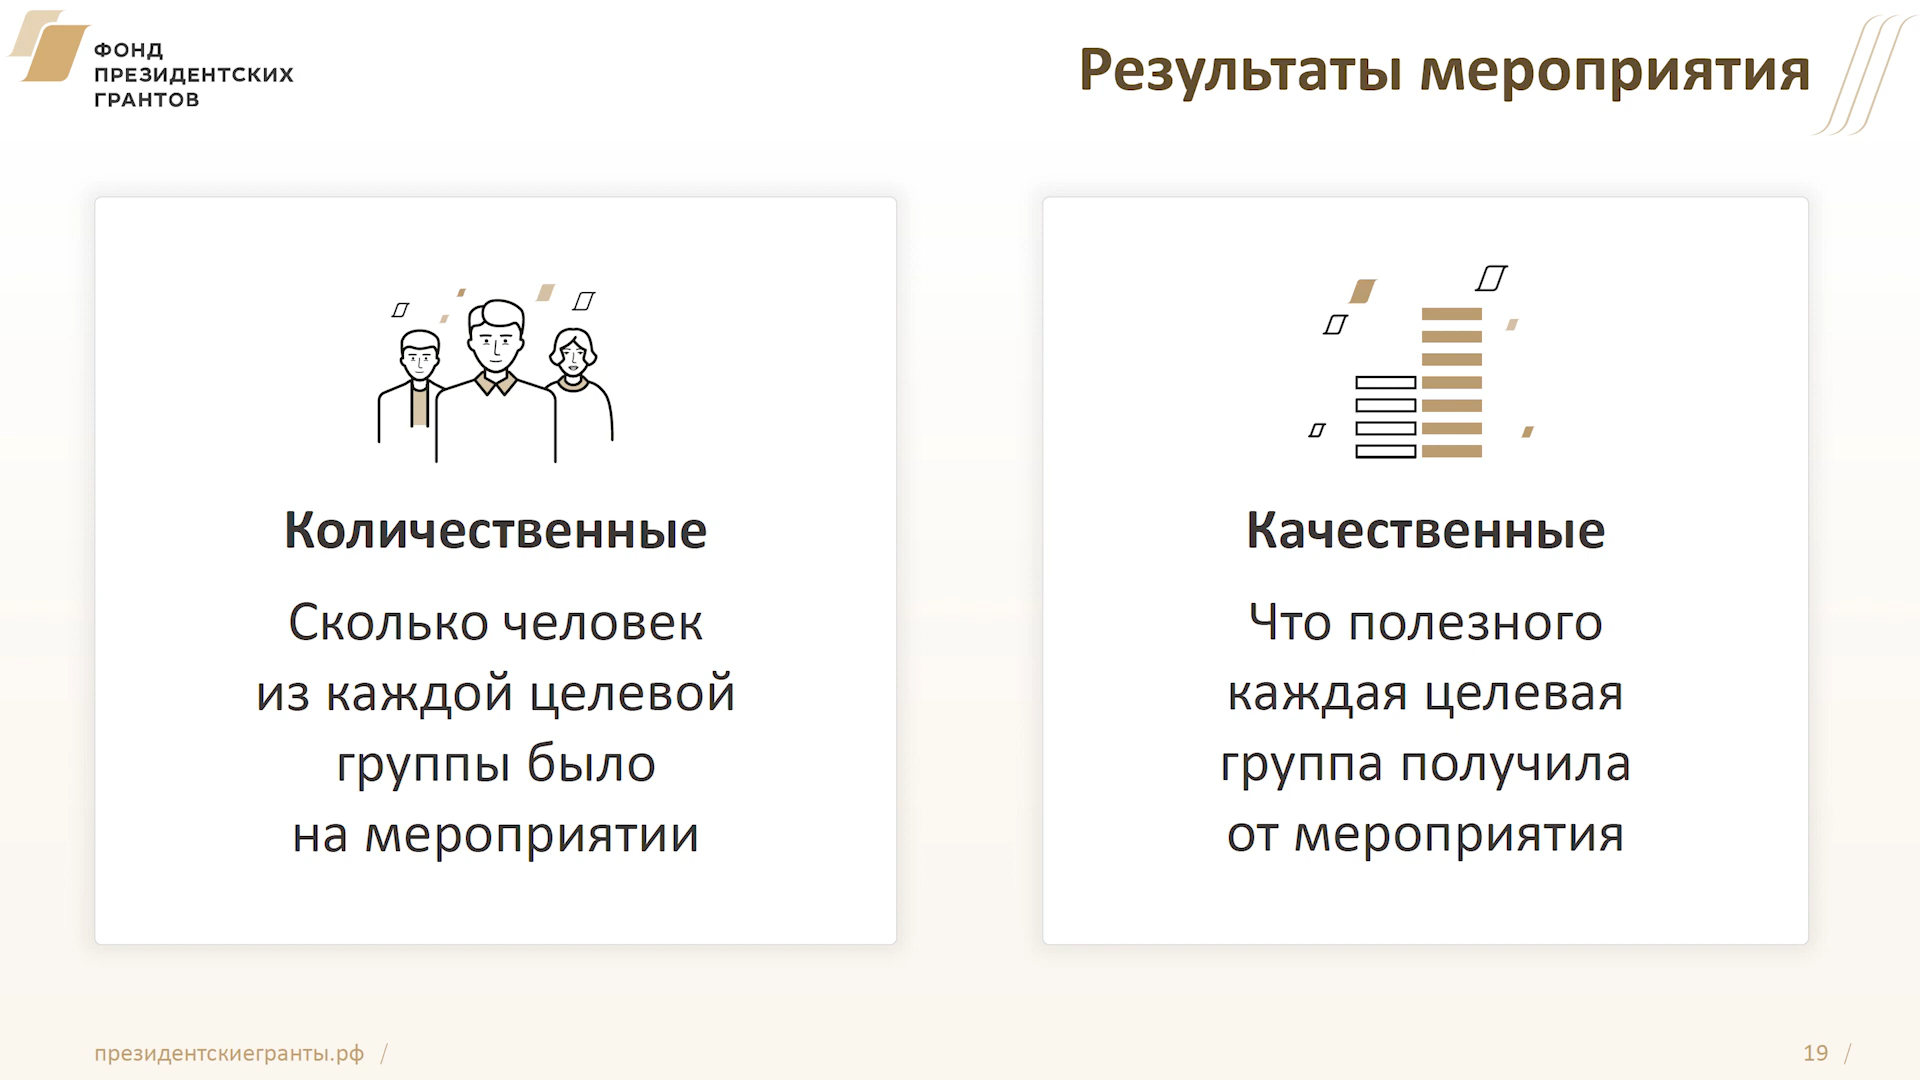 ФОНД
ПРЕЗИДЕНТСКИХ
ГРАНТОВ
Результаты мероприятия
Количественные
Сколько человек
из каждой целевой
группы было
на мероприятии
Качественные
Что полезного
каждая целевая
группа получила
от мероприятия
президентскиегранты.рф /
19 /